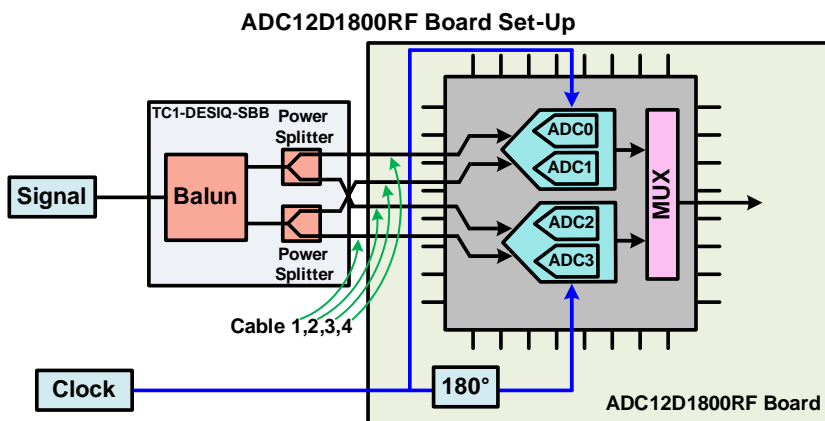 ADC12D1800RF Board Set-Up
TC1-DESIQ-SBB
Power
Splitter
Balun
Signal
Power
Splitter
Cable 1,2,3,4
ADC0
ADC1
ADC2
ADC3
MUX
Clock
180°
ADC12D1800RF Board